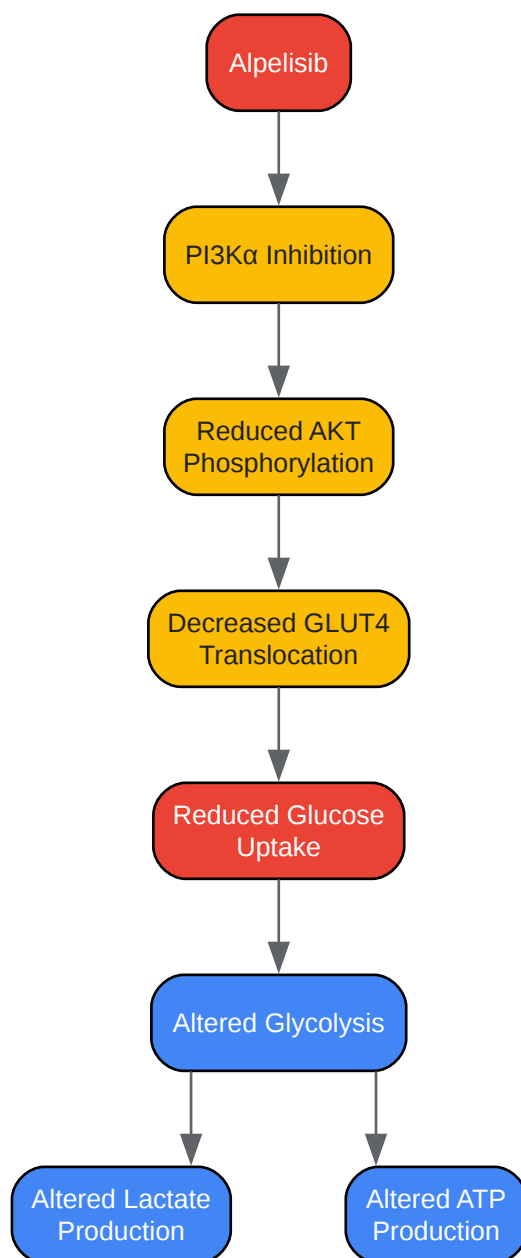 Alpelisib
PI3Kα Inhibition
Reduced AKT
Phosphorylation
Decreased GLUT4
Translocation
Reduced Glucose
Uptake
Altered Glycolysis
Altered Lactate
Production
Altered ATP
Production